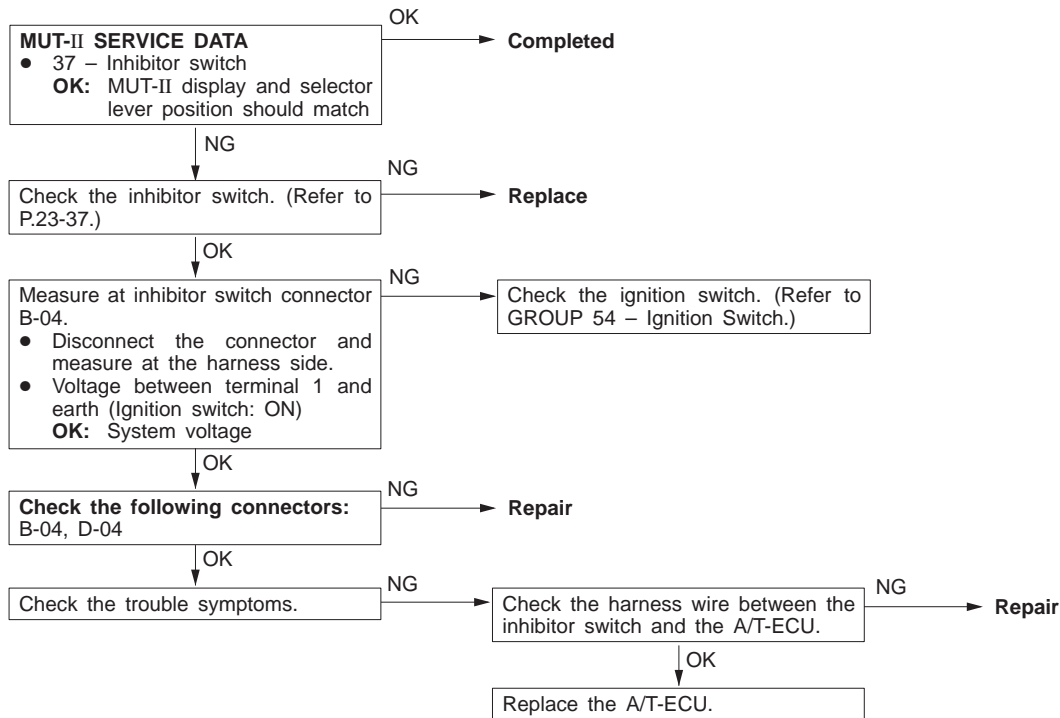 MUT-II SERVICE DATA
● 37 – Inhibitor switch
OK: MUT-II display and selector
lever position should match
OK
Completed
NG
Check the inhibitor switch. (Refer to
P.23-37.)
NG
Replace
OK
Measure at inhibitor switch connector
B-04.
● Disconnect the connector and
measure at the harness side.
● Voltage between terminal 1 and
earth (Ignition switch: ON)
OK: System voltage
NG
Check the ignition switch. (Refer to
GROUP 54 – Ignition Switch.)
OK
Check the following connectors:
B-04, D-04
NG
Repair
OK
Check the trouble symptoms.
NG
Check the harness wire between the
inhibitor switch and the A/T-ECU.
NG
Repair
OK
Replace the A/T-ECU.